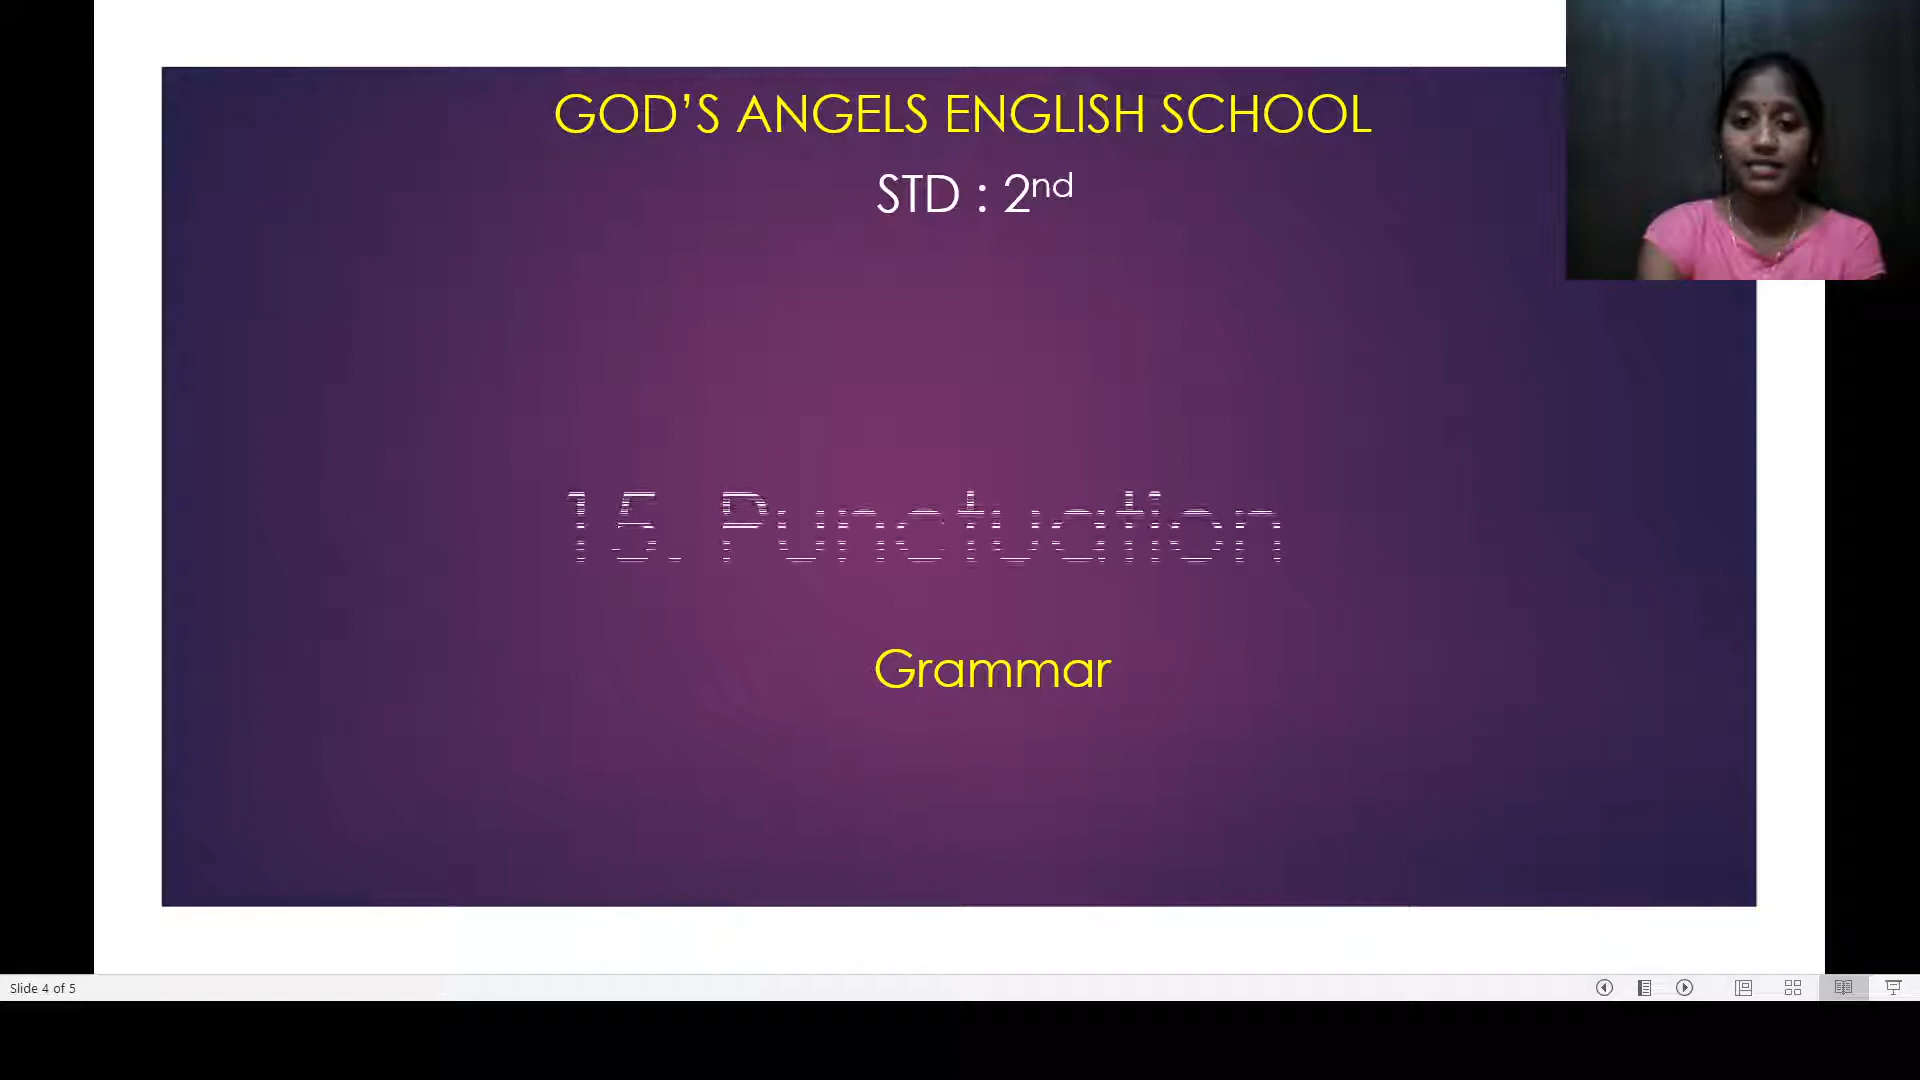 GOD’S ANGELS ENGLISH SCHOOL
STD : 2nd
15. Punctuation
Grammar
Slide 4 of 5